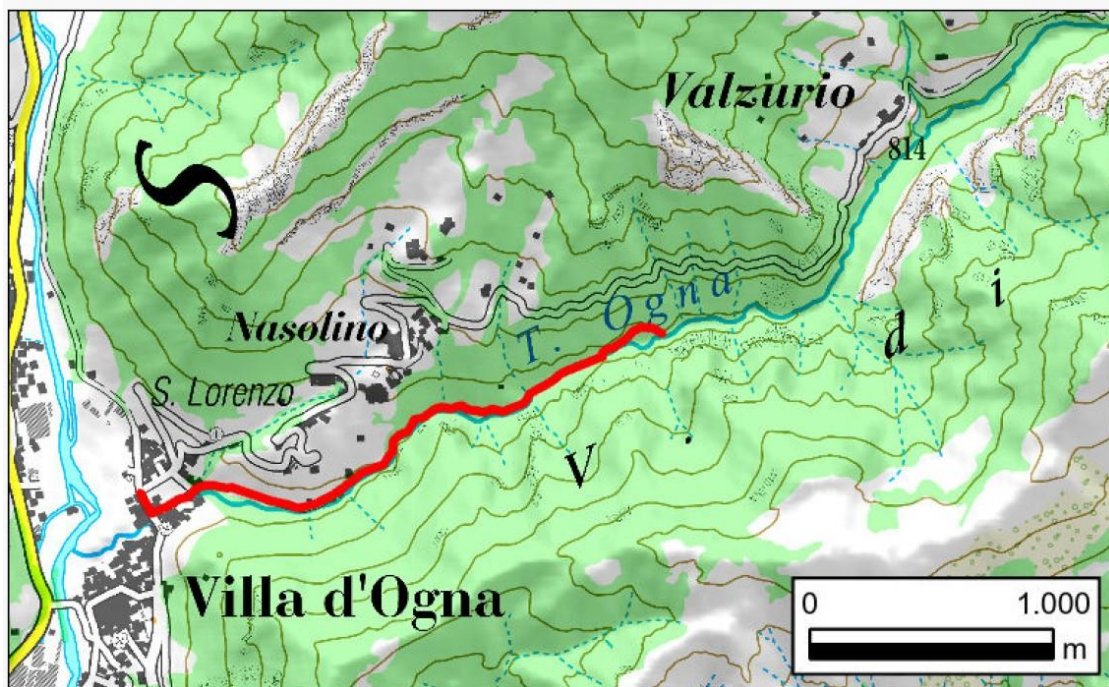 Valzurio
814
S
i
T. Ogna
d
Nasolino
S. Lorenzo
V
.
Villa d'Ogna
0 1.000
m